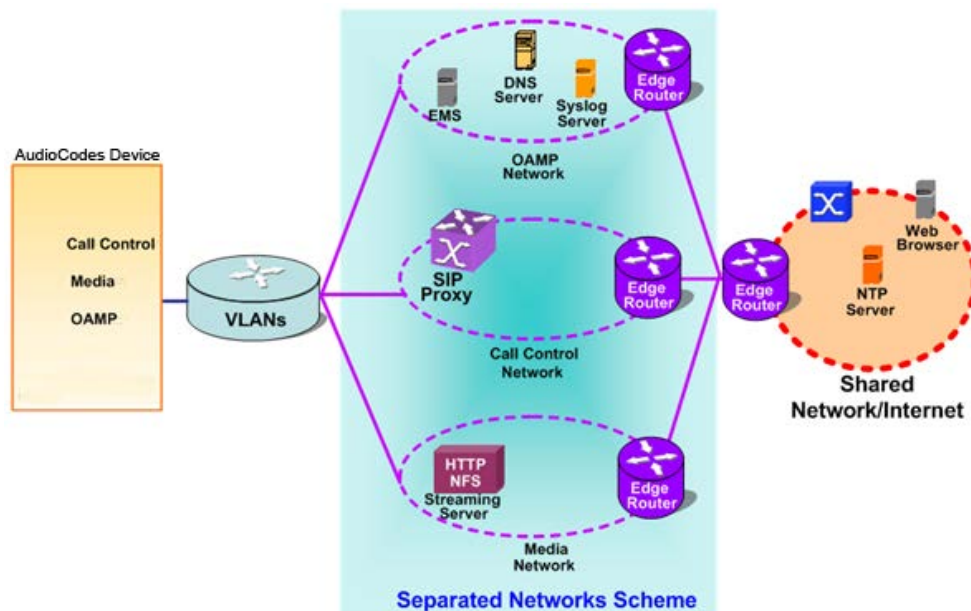 AudioCodes Device
Call Control
Media
OAMP
VLANs
EMS
DNS
Server
Syslog
Server
Edge
Router
OAMP
Network
SIP
Proxy
Edge
Router
Call Control
Network
HTTP
NFS
Streaming
Server
Edge
Router
Media
Network
Separated Networks Scheme
Edge
Router
Web
Browser
NTP
Server
Shared
Network/Internet